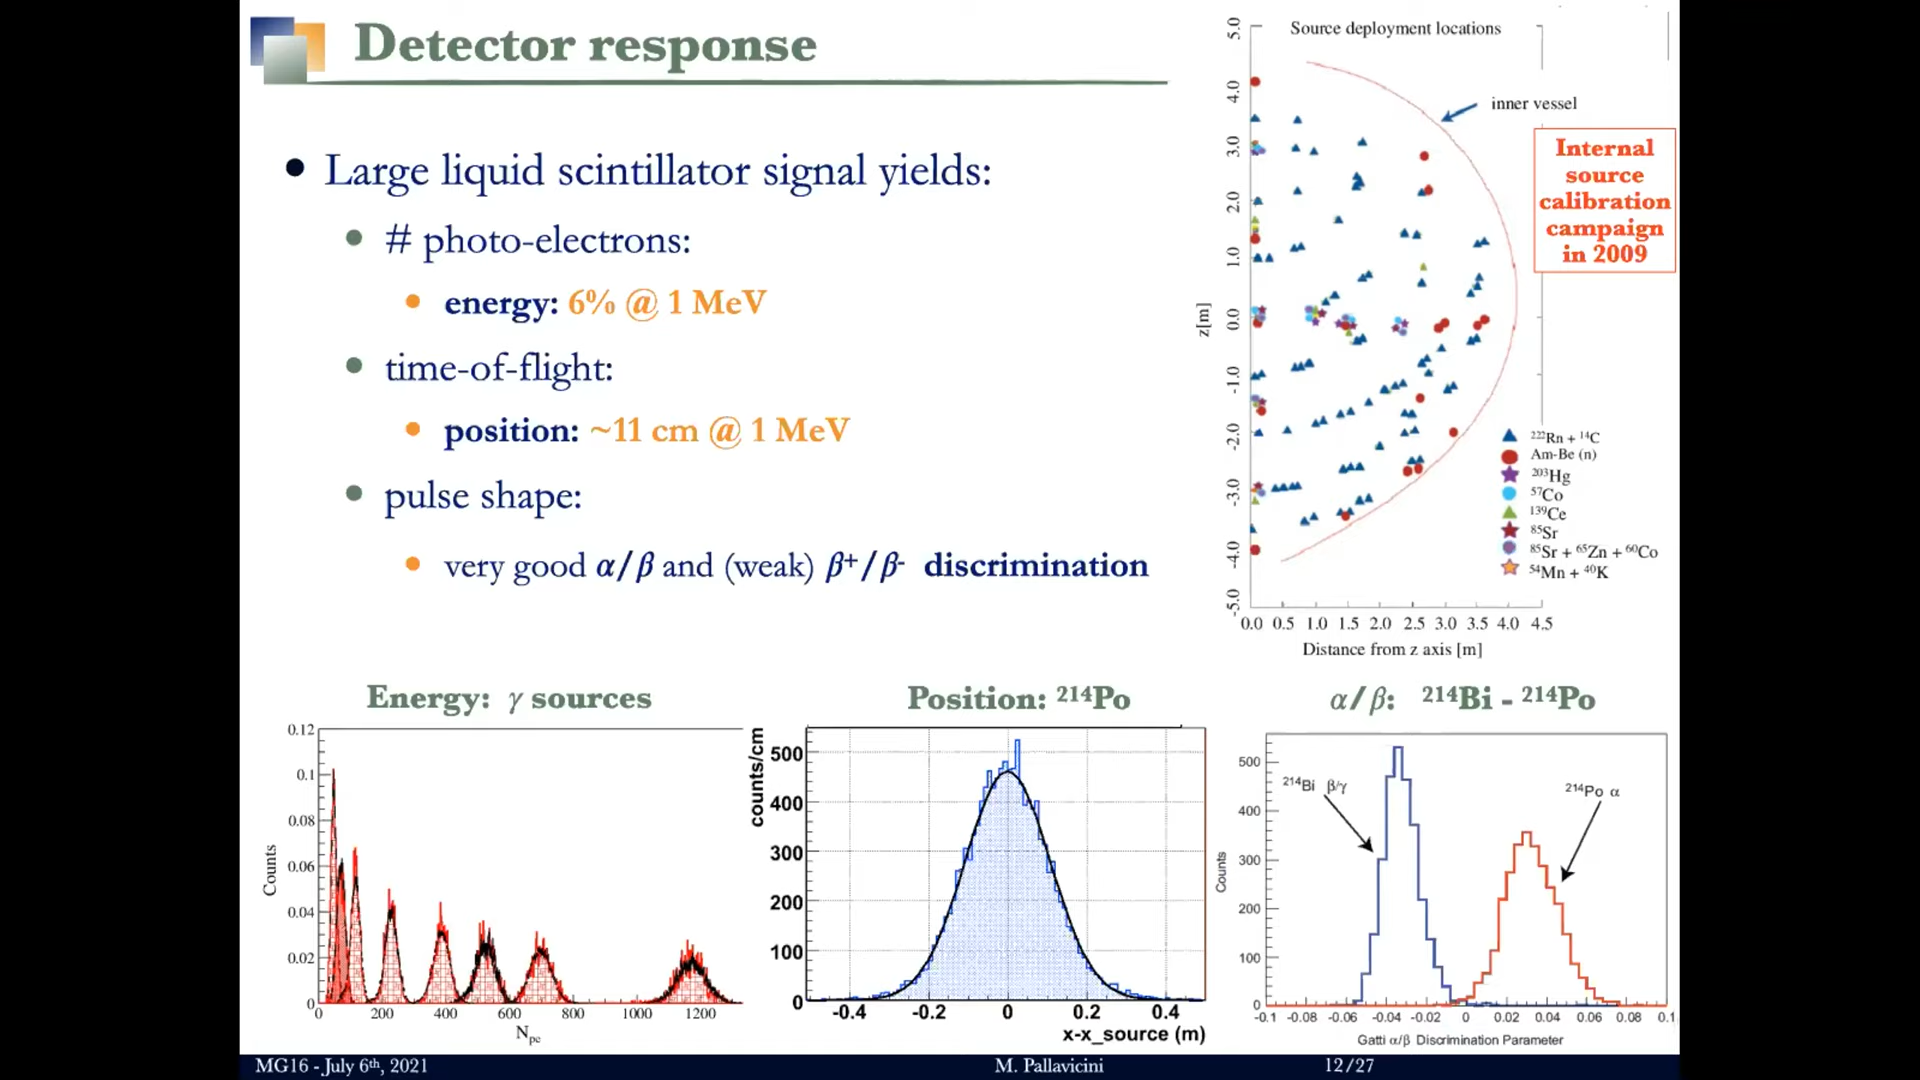 Detector response
• Large liquid scintillator signal yields:
• # photo-electrons:
• energy: 6% @ 1 MeV
• time-of-flight:
• position: ~11 cm @ 1 MeV
• pulse shape:
• very good α/β and (weak) β⁺/β⁻ discrimination
Source deployment locations
inner vessel
Internal
source
calibration
campaign
in 2009
z[m]
5.0
4.0
3.0
2.0
1.0
0.0
-1.0
-2.0
-3.0
-4.0
-5.0
²²²Rn + ¹⁴C
Am-Be (n)
²⁰³Hg
⁵⁷Co
¹³⁹Ce
⁸⁵Sr
⁸⁵Sr + ⁶⁵Zn + ⁶⁰Co
⁵⁴Mn + ⁴⁰K
0.0 0.5 1.0 1.5 2.0 2.5 3.0 3.5 4.0 4.5
Distance from z axis [m]
Energy: γ sources
Counts
0.12
0.1
0.08
0.06
0.04
0.02
0
0 200 400 600 800 1000 1200
Npe
Position: ²¹⁴Po
counts/cm
500
400
300
200
100
0
-0.4 -0.2 0 0.2 0.4
x-x_source (m)
α/β: ²¹⁴Bi - ²¹⁴Po
²¹⁴Bi β/γ
²¹⁴Po α
Counts
500
400
300
200
100
0
-0.1 -0.08 -0.06 -0.04 -0.02 0 0.02 0.04 0.06 0.08 0.1
Gatti α/β Discrimination Parameter
MG16 - July 6ᵗʰ, 2021
M. Pallavicini
12/27